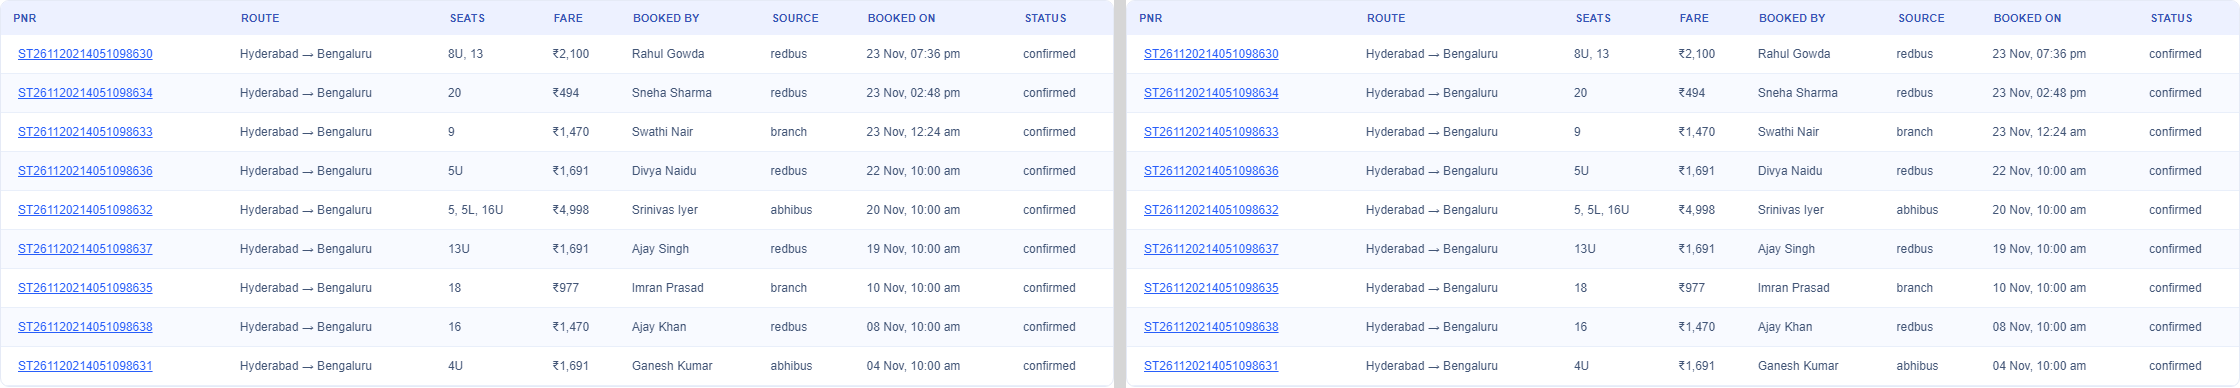 PNR ROUTE SEATS FARE BOOKED BY SOURCE BOOKED ON STATUS
ST261120214051098630 Hyderabad → Bengaluru 8U, 13 ₹2,100 Rahul Gowda redbus 23 Nov, 07:36 pm confirmed
ST261120214051098634 Hyderabad → Bengaluru 20 ₹494 Sneha Sharma redbus 23 Nov, 02:48 pm confirmed
ST261120214051098633 Hyderabad → Bengaluru 9 ₹1,470 Swathi Nair branch 23 Nov, 12:24 am confirmed
ST261120214051098636 Hyderabad → Bengaluru 5U ₹1,691 Divya Naidu redbus 22 Nov, 10:00 am confirmed
ST261120214051098632 Hyderabad → Bengaluru 5, 5L, 16U ₹4,998 Srinivas Iyer abhibus 20 Nov, 10:00 am confirmed
ST261120214051098637 Hyderabad → Bengaluru 13U ₹1,691 Ajay Singh redbus 19 Nov, 10:00 am confirmed
ST261120214051098635 Hyderabad → Bengaluru 18 ₹977 Imran Prasad branch 10 Nov, 10:00 am confirmed
ST261120214051098638 Hyderabad → Bengaluru 16 ₹1,470 Ajay Khan redbus 08 Nov, 10:00 am confirmed
ST261120214051098631 Hyderabad → Bengaluru 4U ₹1,691 Ganesh Kumar abhibus 04 Nov, 10:00 am confirmed
PNR ROUTE SEATS FARE BOOKED BY SOURCE BOOKED ON STATUS
ST261120214051098630 Hyderabad → Bengaluru 8U, 13 ₹2,100 Rahul Gowda redbus 23 Nov, 07:36 pm confirmed
ST261120214051098634 Hyderabad → Bengaluru 20 ₹494 Sneha Sharma redbus 23 Nov, 02:48 pm confirmed
ST261120214051098633 Hyderabad → Bengaluru 9 ₹1,470 Swathi Nair branch 23 Nov, 12:24 am confirmed
ST261120214051098636 Hyderabad → Bengaluru 5U ₹1,691 Divya Naidu redbus 22 Nov, 10:00 am confirmed
ST261120214051098632 Hyderabad → Bengaluru 5, 5L, 16U ₹4,998 Srinivas Iyer abhibus 20 Nov, 10:00 am confirmed
ST261120214051098637 Hyderabad → Bengaluru 13U ₹1,691 Ajay Singh redbus 19 Nov, 10:00 am confirmed
ST261120214051098635 Hyderabad → Bengaluru 18 ₹977 Imran Prasad branch 10 Nov, 10:00 am confirmed
ST261120214051098638 Hyderabad → Bengaluru 16 ₹1,470 Ajay Khan redbus 08 Nov, 10:00 am confirmed
ST261120214051098631 Hyderabad → Bengaluru 4U ₹1,691 Ganesh Kumar abhibus 04 Nov, 10:00 am confirmed